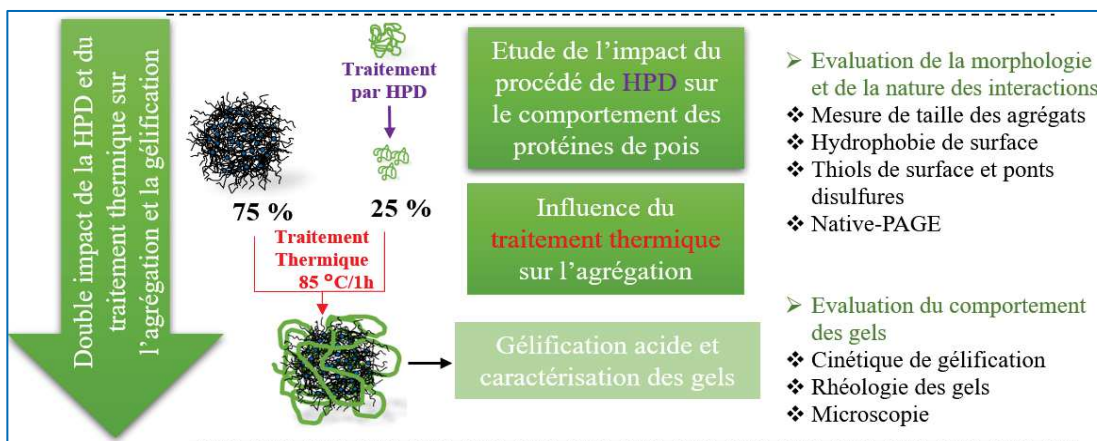 Double impact de la HPD et du
traitement thermique sur
l'agrégation et la gélification
Traitement
par HPD
75 %
25 %
Traitement
Thermique
85 °C/1h
Etude de l'impact du
procédé de HPD sur
le comportement des
protéines de pois
Influence du
traitement thermique
sur l'agrégation
Gélification acide et
caractérisation des gels
➤ Evaluation de la morphologie
et de la nature des interactions
❖ Mesure de taille des agrégats
❖ Hydrophobie de surface
❖ Thiols de surface et ponts
disulfures
❖ Native-PAGE
➤ Evaluation du comportement
des gels
❖ Cinétique de gélification
❖ Rhéologie des gels
❖ Microscopie